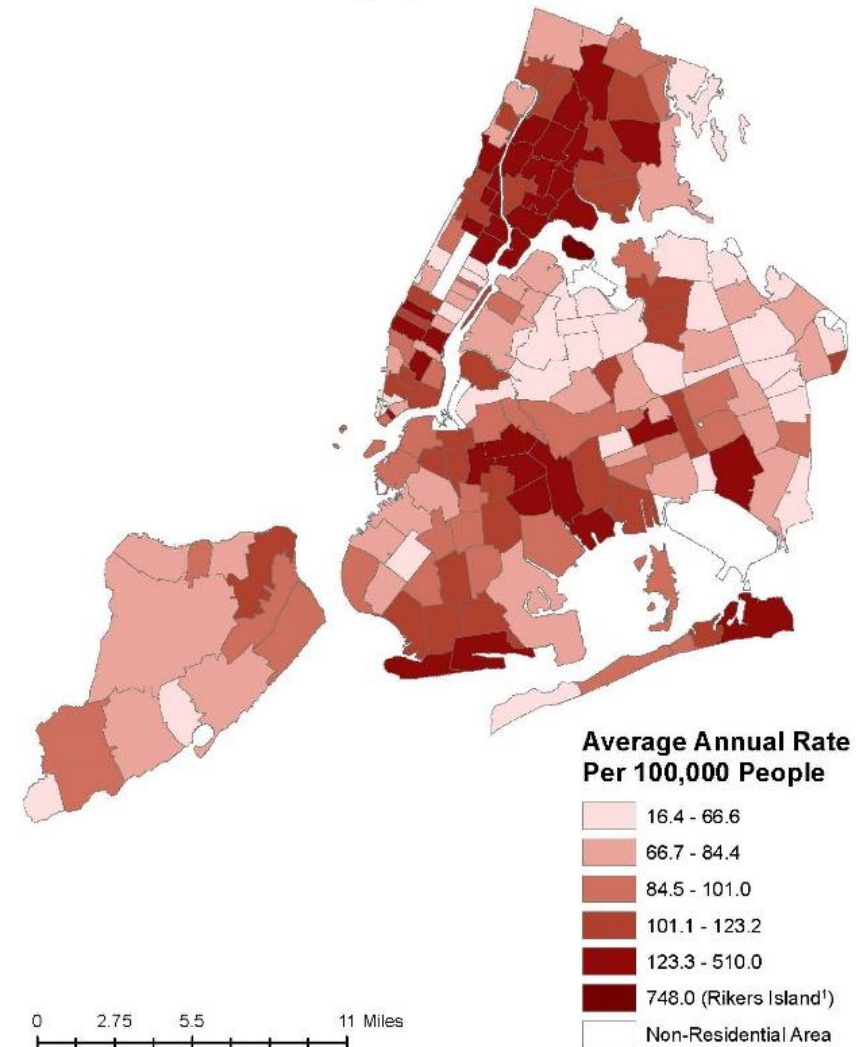 Average Annual Rate
Per 100,000 People
16.4 - 66.6
66.7 - 84.4
84.5 - 101.0
101.1 - 123.2
123.3 - 510.0
748.0 (Rikers Island¹)
Non-Residential Area
0 2.75 5.5 11 Miles